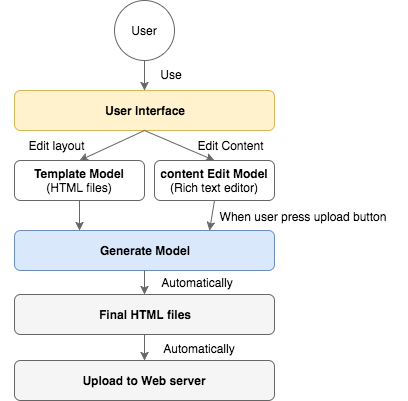 User
Use
User Interface
Edit layout
Edit Content
Template Model
(HTML files)
content Edit Model
(Rich text editor)
When user press upload button
Generate Model
Automatically
Final HTML files
Automatically
Upload to Web server